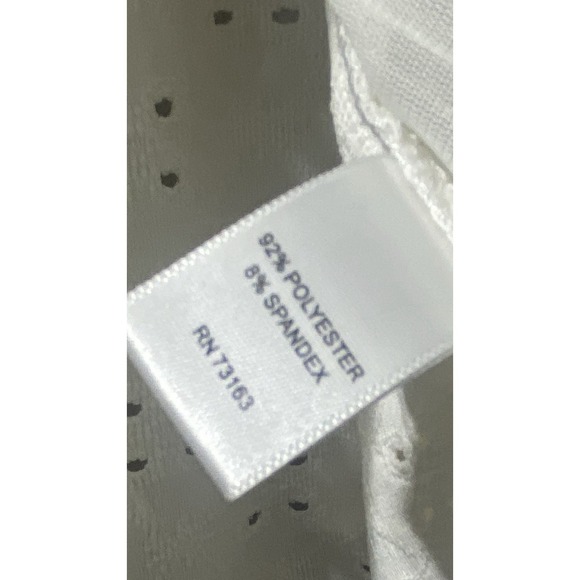 92% POLYESTER
8% SPANDEX
RN 73163